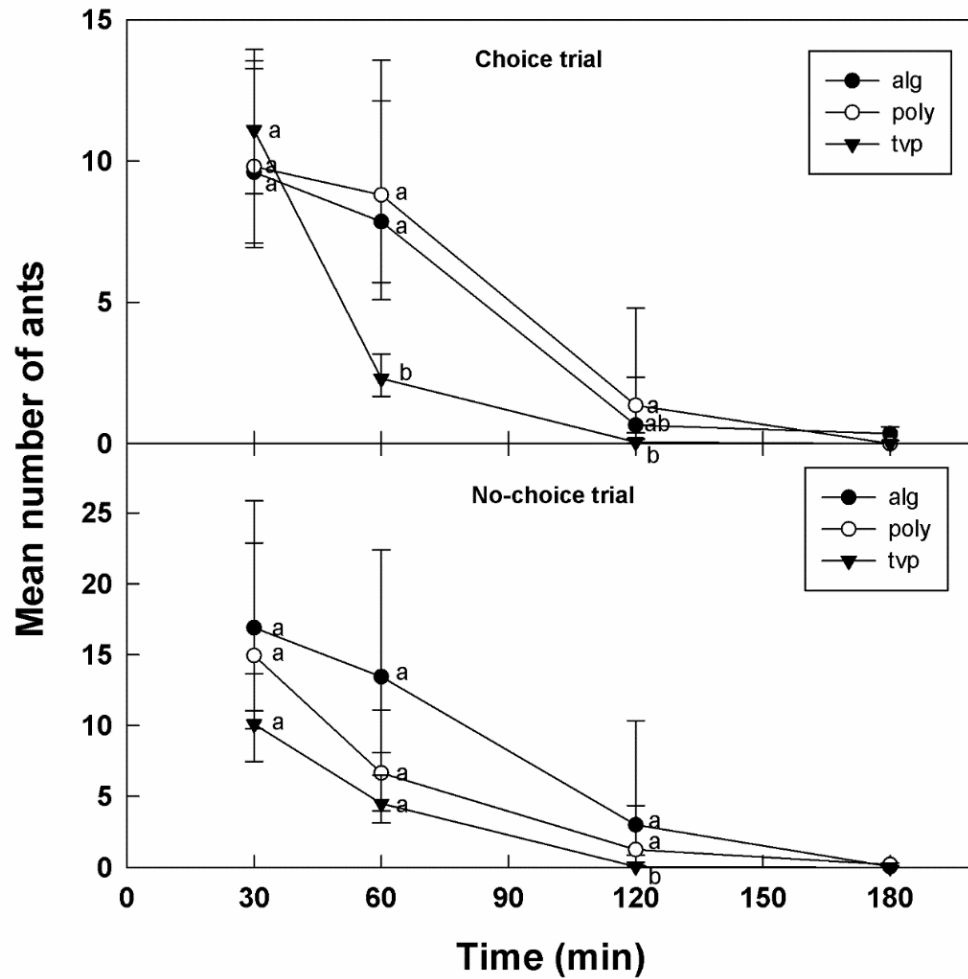 Mean number of ants
15
10
5
0
Choice trial
alg
poly
tvp
a
a
a
a
a
b
a
ab
b
25
20
15
10
5
0
No-choice trial
alg
poly
tvp
a
a
a
a
a
a
a
a
b
0 30 60 90 120 150 180
Time (min)